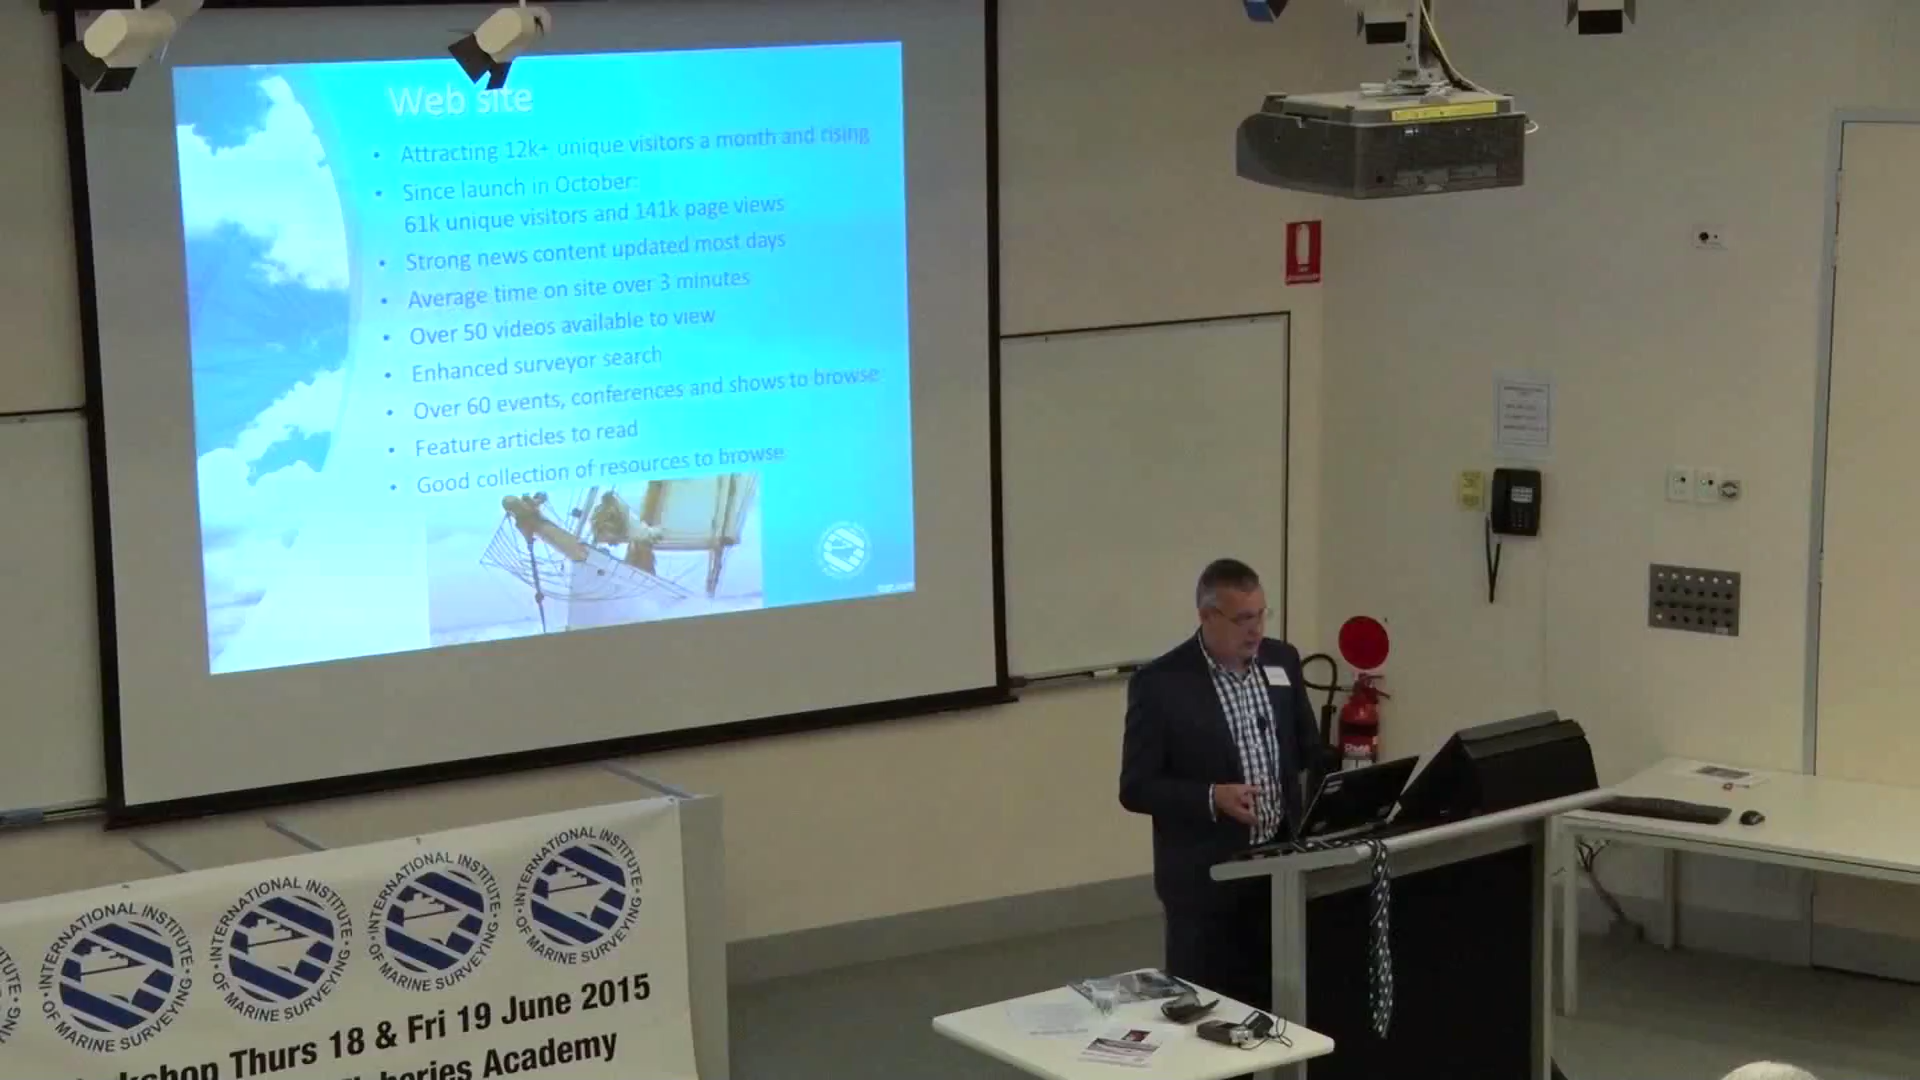 Web site
• Attracting 12k+ unique visitors a month and rising
• Since launch in October:
61k unique visitors and 141k page views
• Strong news content updated most days
• Average time on site over 3 minutes
• Over 50 videos available to view
• Enhanced surveyor search
• Over 60 events, conferences and shows to browse
• Feature articles to read
• Good collection of resources to browse
INTERNATIONAL INSTITUTE
OF MARINE SURVEYING
INTERNATIONAL INSTITUTE
OF MARINE SURVEYING
INTERNATIONAL INSTITUTE
OF MARINE SURVEYING
INTERNATIONAL INSTITUTE
OF MARINE SURVEYING
Thurs 18 & Fri 19 June 2015
Academy